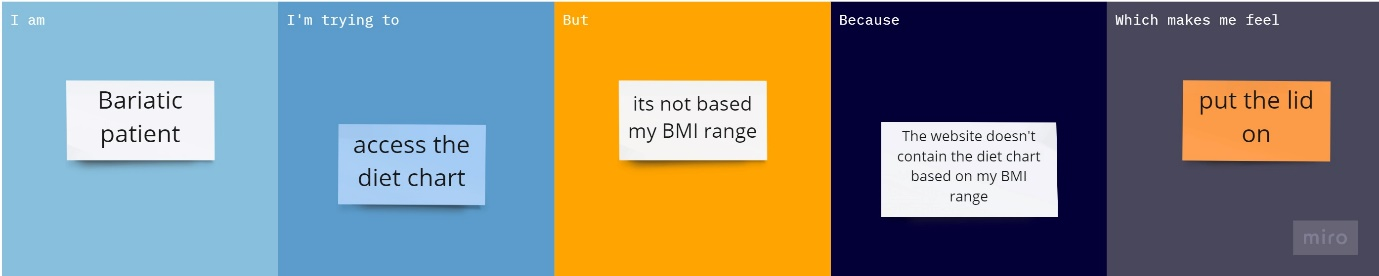 I am
Bariatic
patient
I'm trying to
access the
diet chart
But
its not based
my BMI range
Because
The website doesn't
contain the diet chart
based on my BMI
range
Which makes me feel
put the lid
on
miro